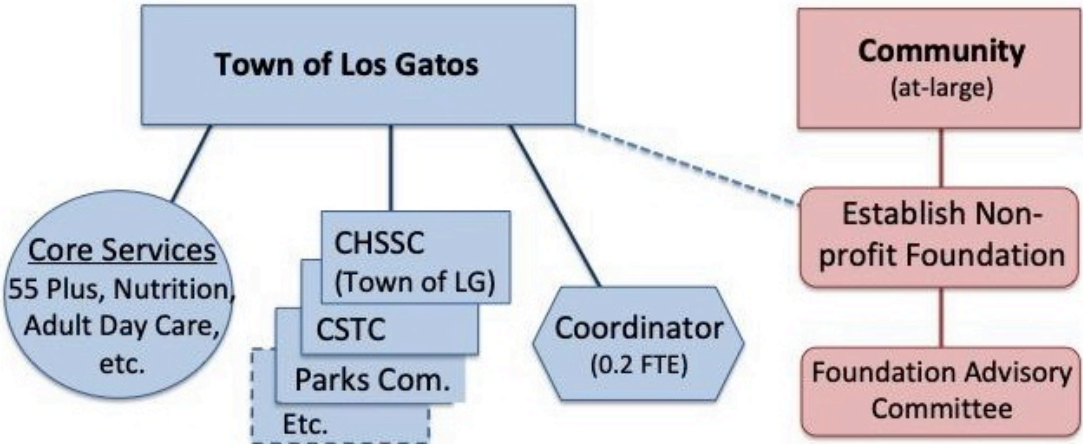 Town of Los Gatos
Community
(at-large)
Core Services
55 Plus, Nutrition,
Adult Day Care,
etc.
CHSSC
(Town of LG)
CSTC
Parks Com.
Etc.
Coordinator
(0.2 FTE)
Establish Non-
profit Foundation
Foundation Advisory
Committee